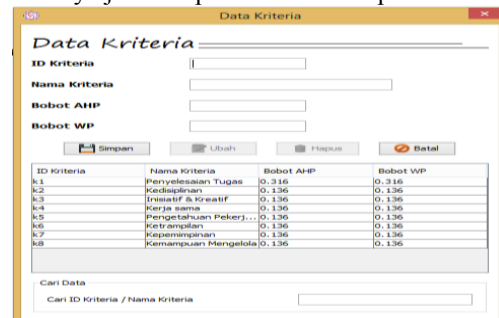 Data Kriteria
Data Kriteria
ID Kriteria
Nama Kriteria
Bobot AHP
Bobot WP
Simpan Ubah Hapus Batal
ID Kriteria Nama Kriteria Bobot AHP Bobot WP
k1 Penyelesaian Tugas 0.316 0.316
k2 Kedisiplinan 0.136 0.136
k3 Inisiatif & Kreatif 0.136 0.136
k4 Kerja sama 0.136 0.136
k5 Pengetahuan Pekerj... 0.136 0.136
k6 Ketrampilan 0.136 0.136
k7 Kepemimpinan 0.136 0.136
k8 Kemampuan Mengelola 0.136 0.136
Cari Data
Cari ID Kriteria / Nama Kriteria